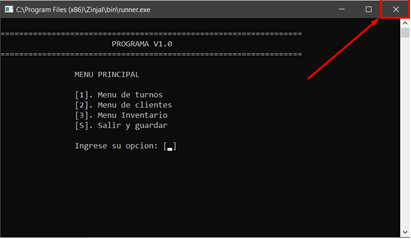 C:\Program Files (x86)\Zinjal\bin\runner.exe
================================================================
PROGRAMA V1.0
================================================================
MENU PRINCIPAL
[1]. Menu de turnos
[2]. Menu de clientes
[3]. Menu Inventario
[S]. Salir y guardar
Ingrese su opcion: [_]